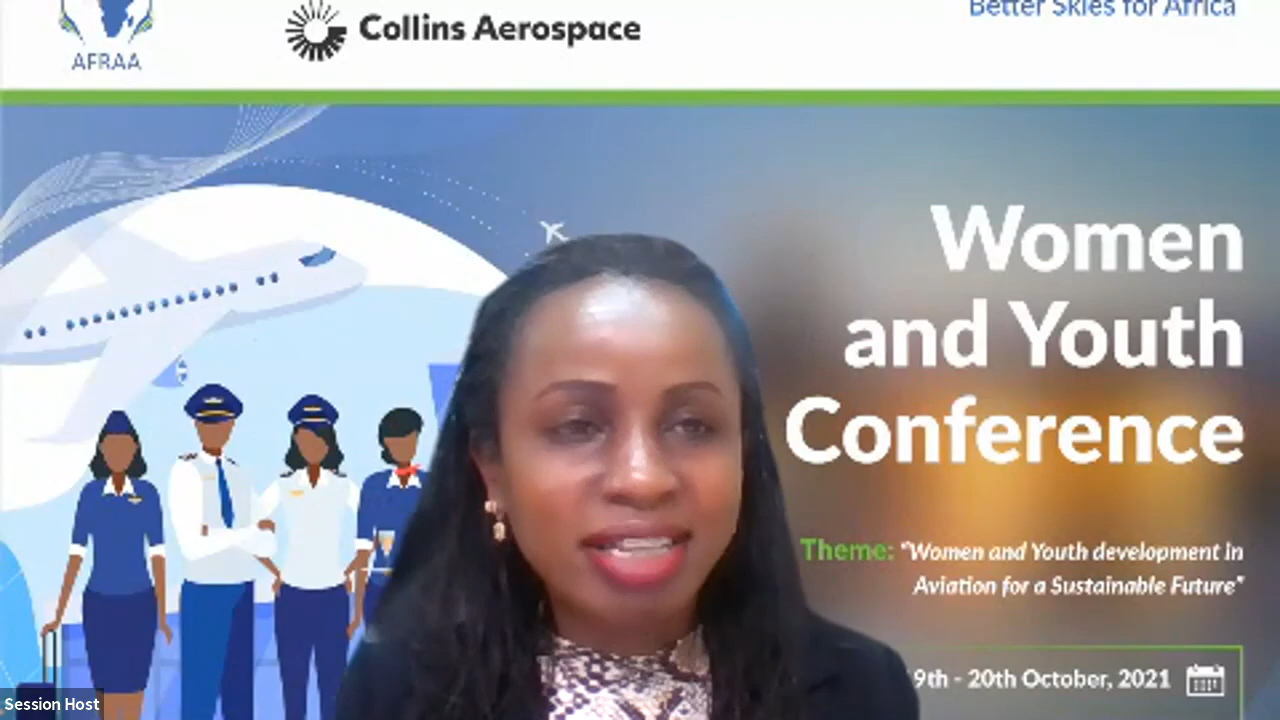 Better Skies for Africa
Collins Aerospace
AFRAA
Women
and Youth
Conference
Theme: "Women and Youth development in
Aviation for a Sustainable Future"
9th - 20th October, 2021
Session Host